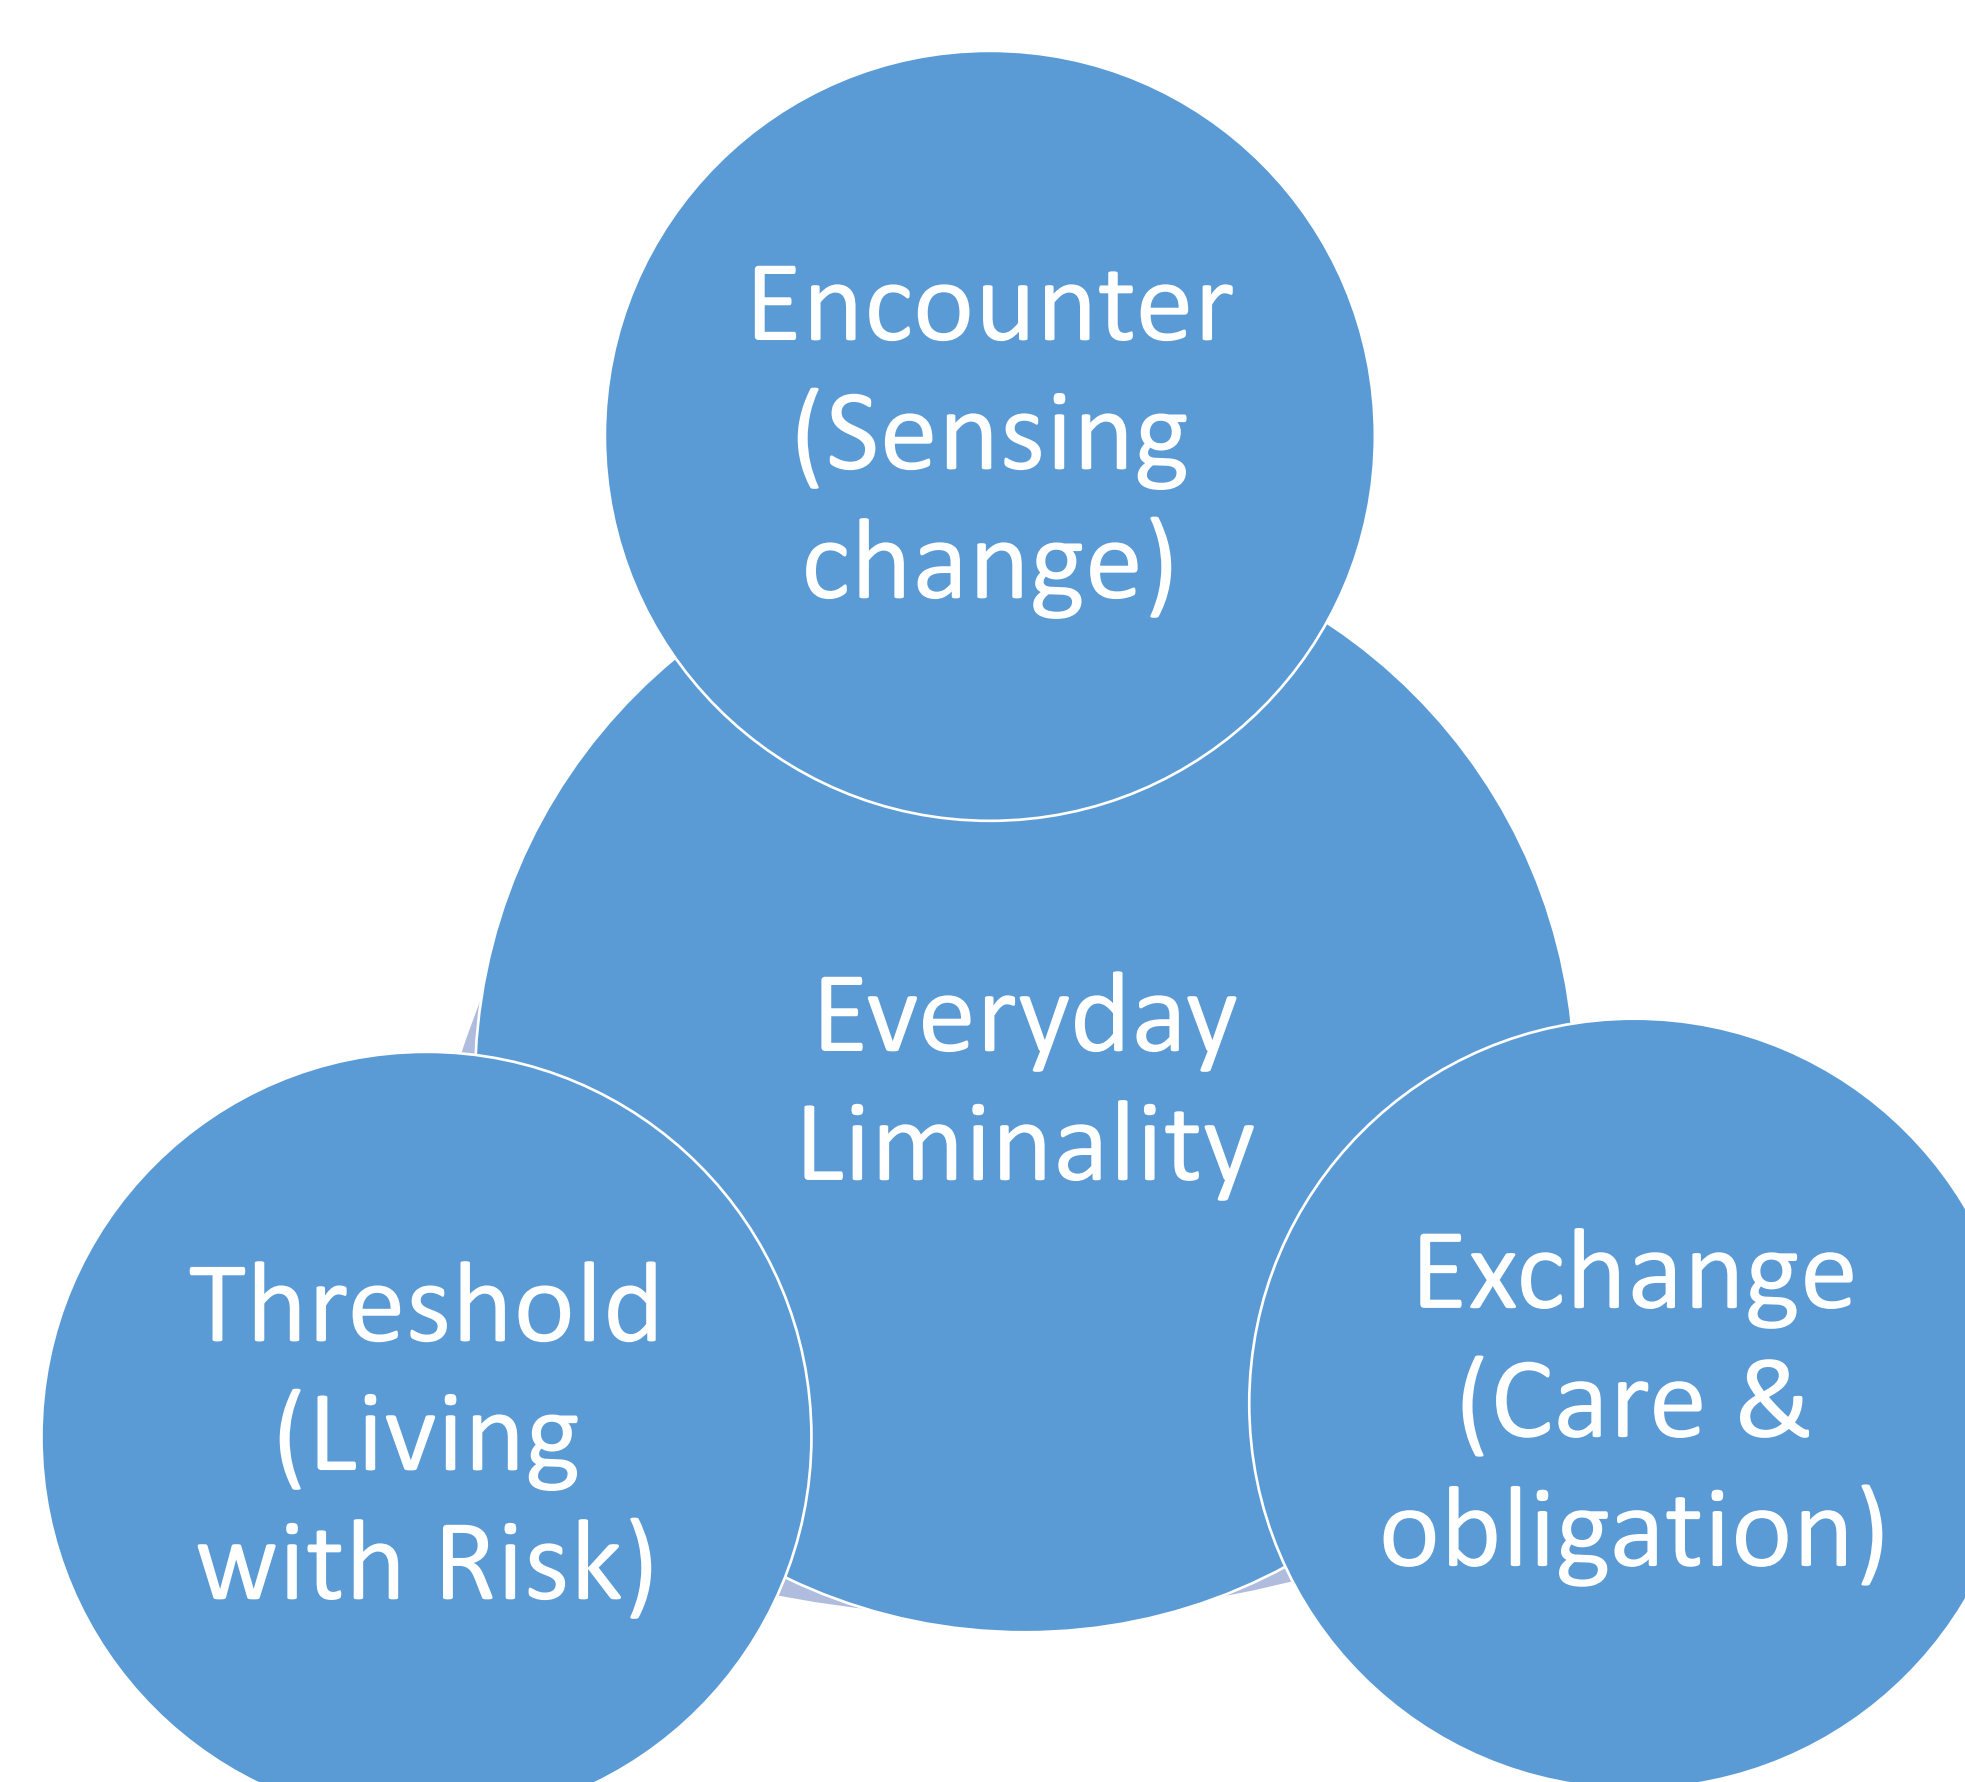 Encounter
(Sensing
change)
Everyday
Liminality
Threshold
(Living
with Risk)
Exchange
(Care &
obligation)